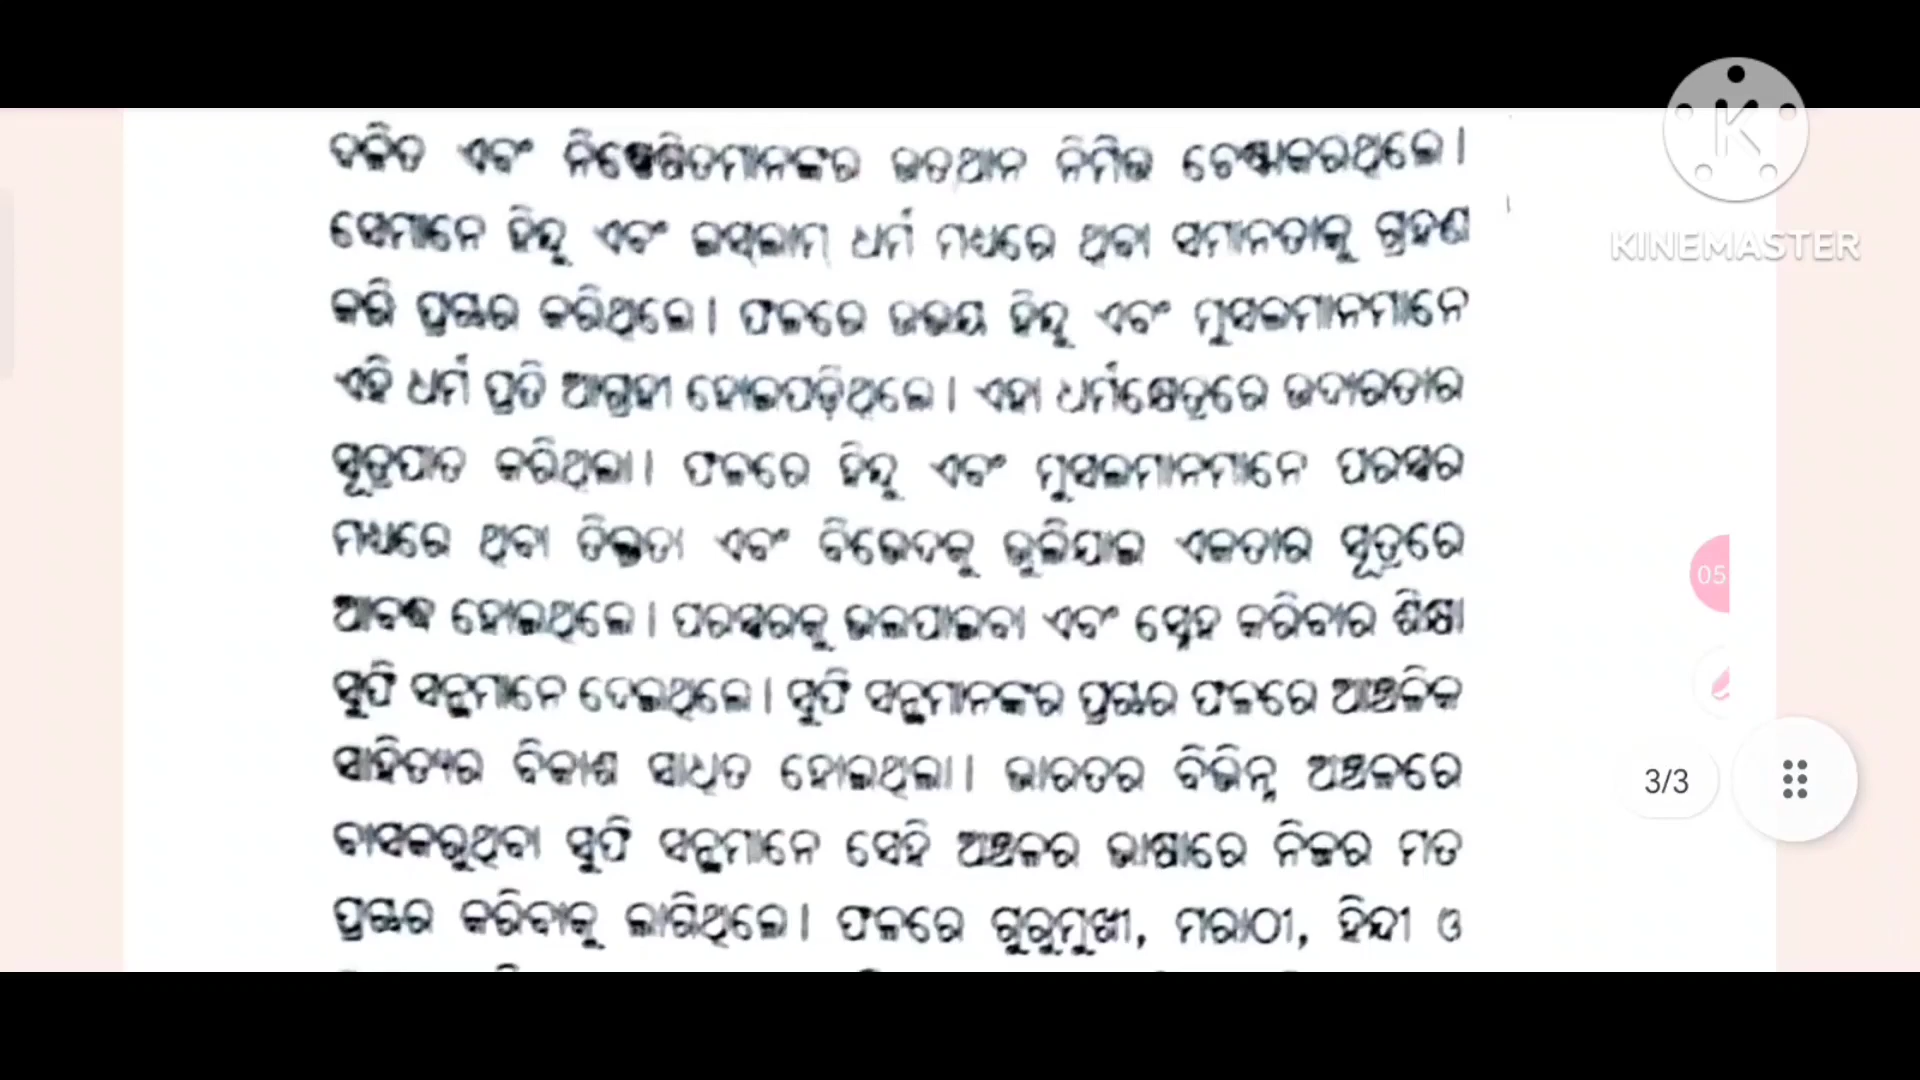 ଦଳିତ ଏବଂ ନିଷ୍ପେଷିତମାନଙ୍କର ଉତଥାନ ନିମିତ୍ତ ଚେଷ୍ଟାକରଥିଲେ।
ସେମାନେ ହିନ୍ଦୁ ଏବଂ ଇସ୍‌ଲାମ୍ ଧର୍ମ ମଧ୍ୟରେ ଥିବା ସମାନତାକୁ ଗ୍ରହଣ
କରି ପ୍ରଚାର କରିଥିଲେ। ଫଳରେ ଉଭୟ ହିନ୍ଦୁ ଏବଂ ମୁସଲମାନମାନେ
ଏହି ଧର୍ମ ପ୍ରତି ଆଗ୍ରହୀ ହୋଇପଡ଼ିଥିଲେ। ଏହା ଧର୍ମକ୍ଷେତ୍ରରେ ଉଦାରତାର
ସୂତ୍ରପାତ କରିଥିଲା। ଫଳରେ ହିନ୍ଦୁ ଏବଂ ମୁସଲମାନମାନେ ପରସ୍ପର
ମଧ୍ୟରେ ଥିବା ତିକ୍ତତା ଏବଂ ବିଭେଦକୁ ଭୁଲିଯାଇ ଏକତାର ସୂତ୍ରରେ
ଆବଦ୍ଧ ହୋଇଥିଲେ। ପରସ୍ପରକୁ ଭଲପାଇବା ଏବଂ ସ୍ନେହ କରିବାର ଶିକ୍ଷା
ସୁଫି ସନ୍ଥମାନେ ଦେଇଥିଲେ। ସୁଫି ସନ୍ଥମାନଙ୍କର ପ୍ରଚାର ଫଳରେ ଆଞ୍ଚଳିକ
ସାହିତ୍ୟର ବିକାଶ ସାଧିତ ହୋଇଥିଲା। ଭାରତର ବିଭିନ୍ନ ଅଞ୍ଚଳରେ
ବାସକରୁଥିବା ସୁଫି ସନ୍ଥମାନେ ସେହି ଅଞ୍ଚଳର ଭାଷାରେ ନିଜର ମତ
ପ୍ରଚାର କରିବାକୁ ଲାଗିଥିଲେ। ଫଳରେ ଗୁରୁମୁଖୀ, ମରାଠୀ, ହିନ୍ଦୀ ଓ
KINEMASTER
05
3/3